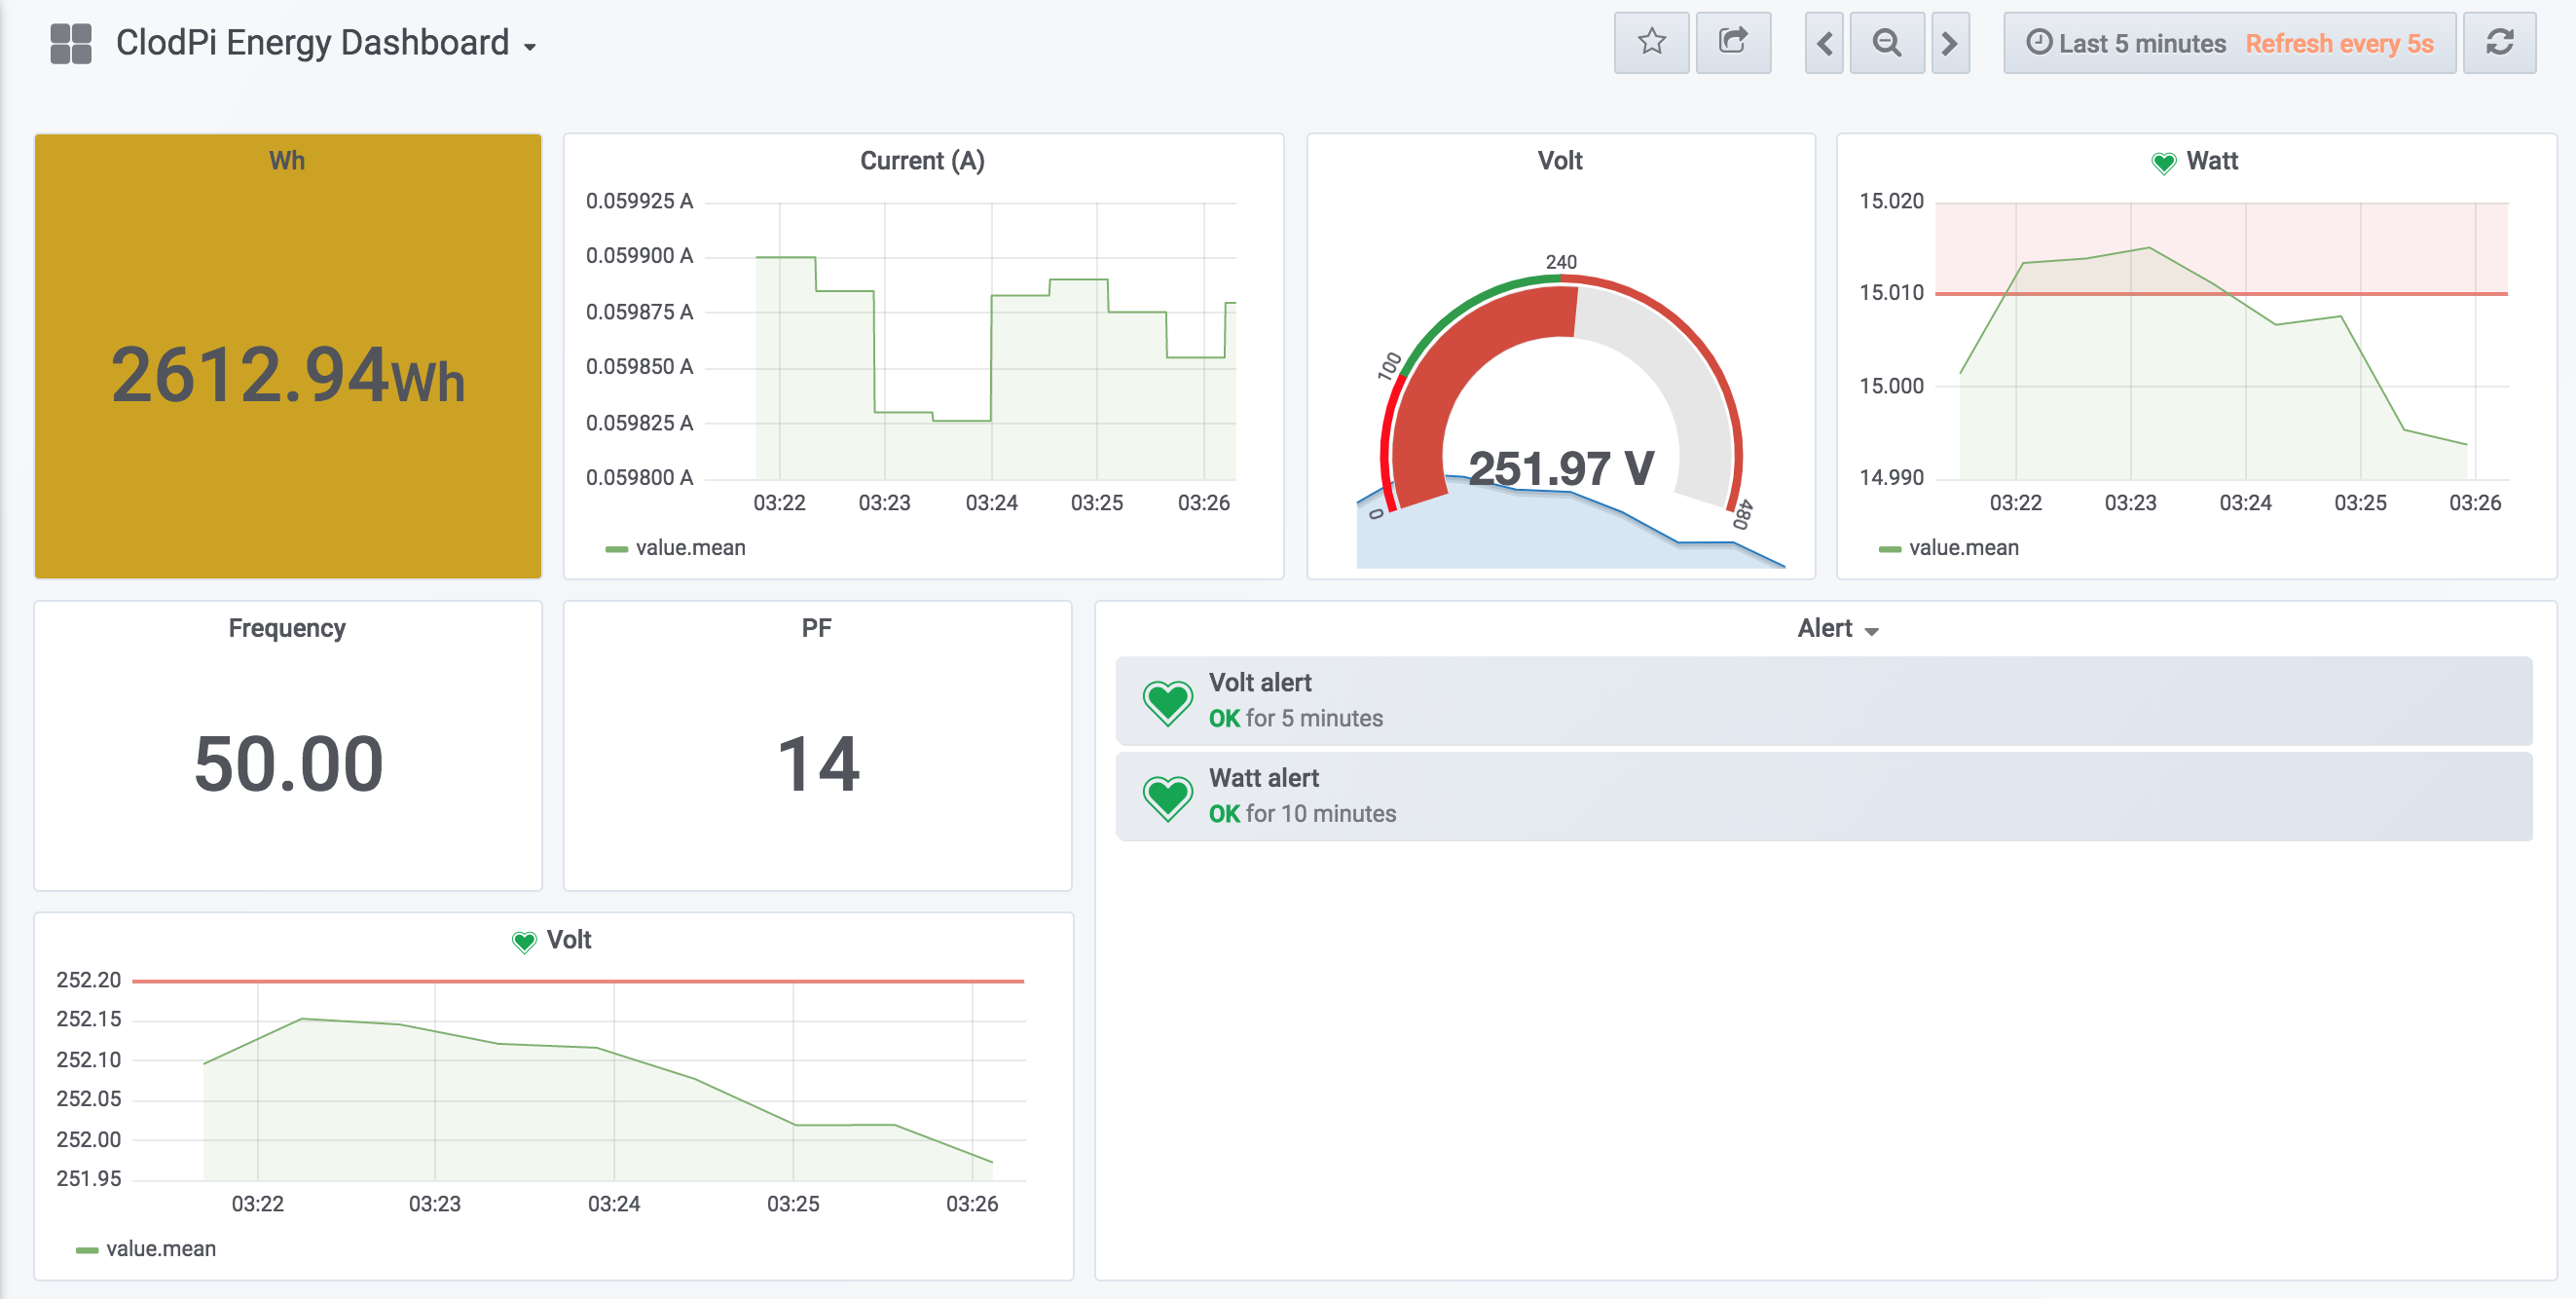 ClodPi Energy Dashboard
Last 5 minutes Refresh every 5s
Wh
2612.94Wh
Current (A)
0.059925 A
0.059900 A
0.059875 A
0.059850 A
0.059825 A
0.059800 A
03:22 03:23 03:24 03:25 03:26
value.mean
Volt
240
100
0
480
251.97 V
Watt
15.020
15.010
15.000
14.990
03:22 03:23 03:24 03:25 03:26
value.mean
Frequency
50.00
PF
14
Alert
Volt alert
OK for 5 minutes
Watt alert
OK for 10 minutes
Volt
252.20
252.15
252.10
252.05
252.00
251.95
03:22 03:23 03:24 03:25 03:26
value.mean